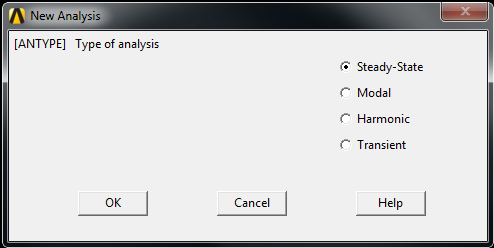 New Analysis
[ANTYPE] Type of analysis
Steady-State
Modal
Harmonic
Transient
OK Cancel Help